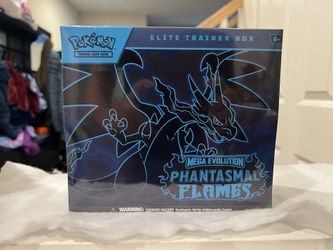 Pokémon
TRADING CARD GAME
ELITE TRAINER BOX
6+
MEGA EVOLUTION
PHANTASMAL
FLAMES
WARNING: